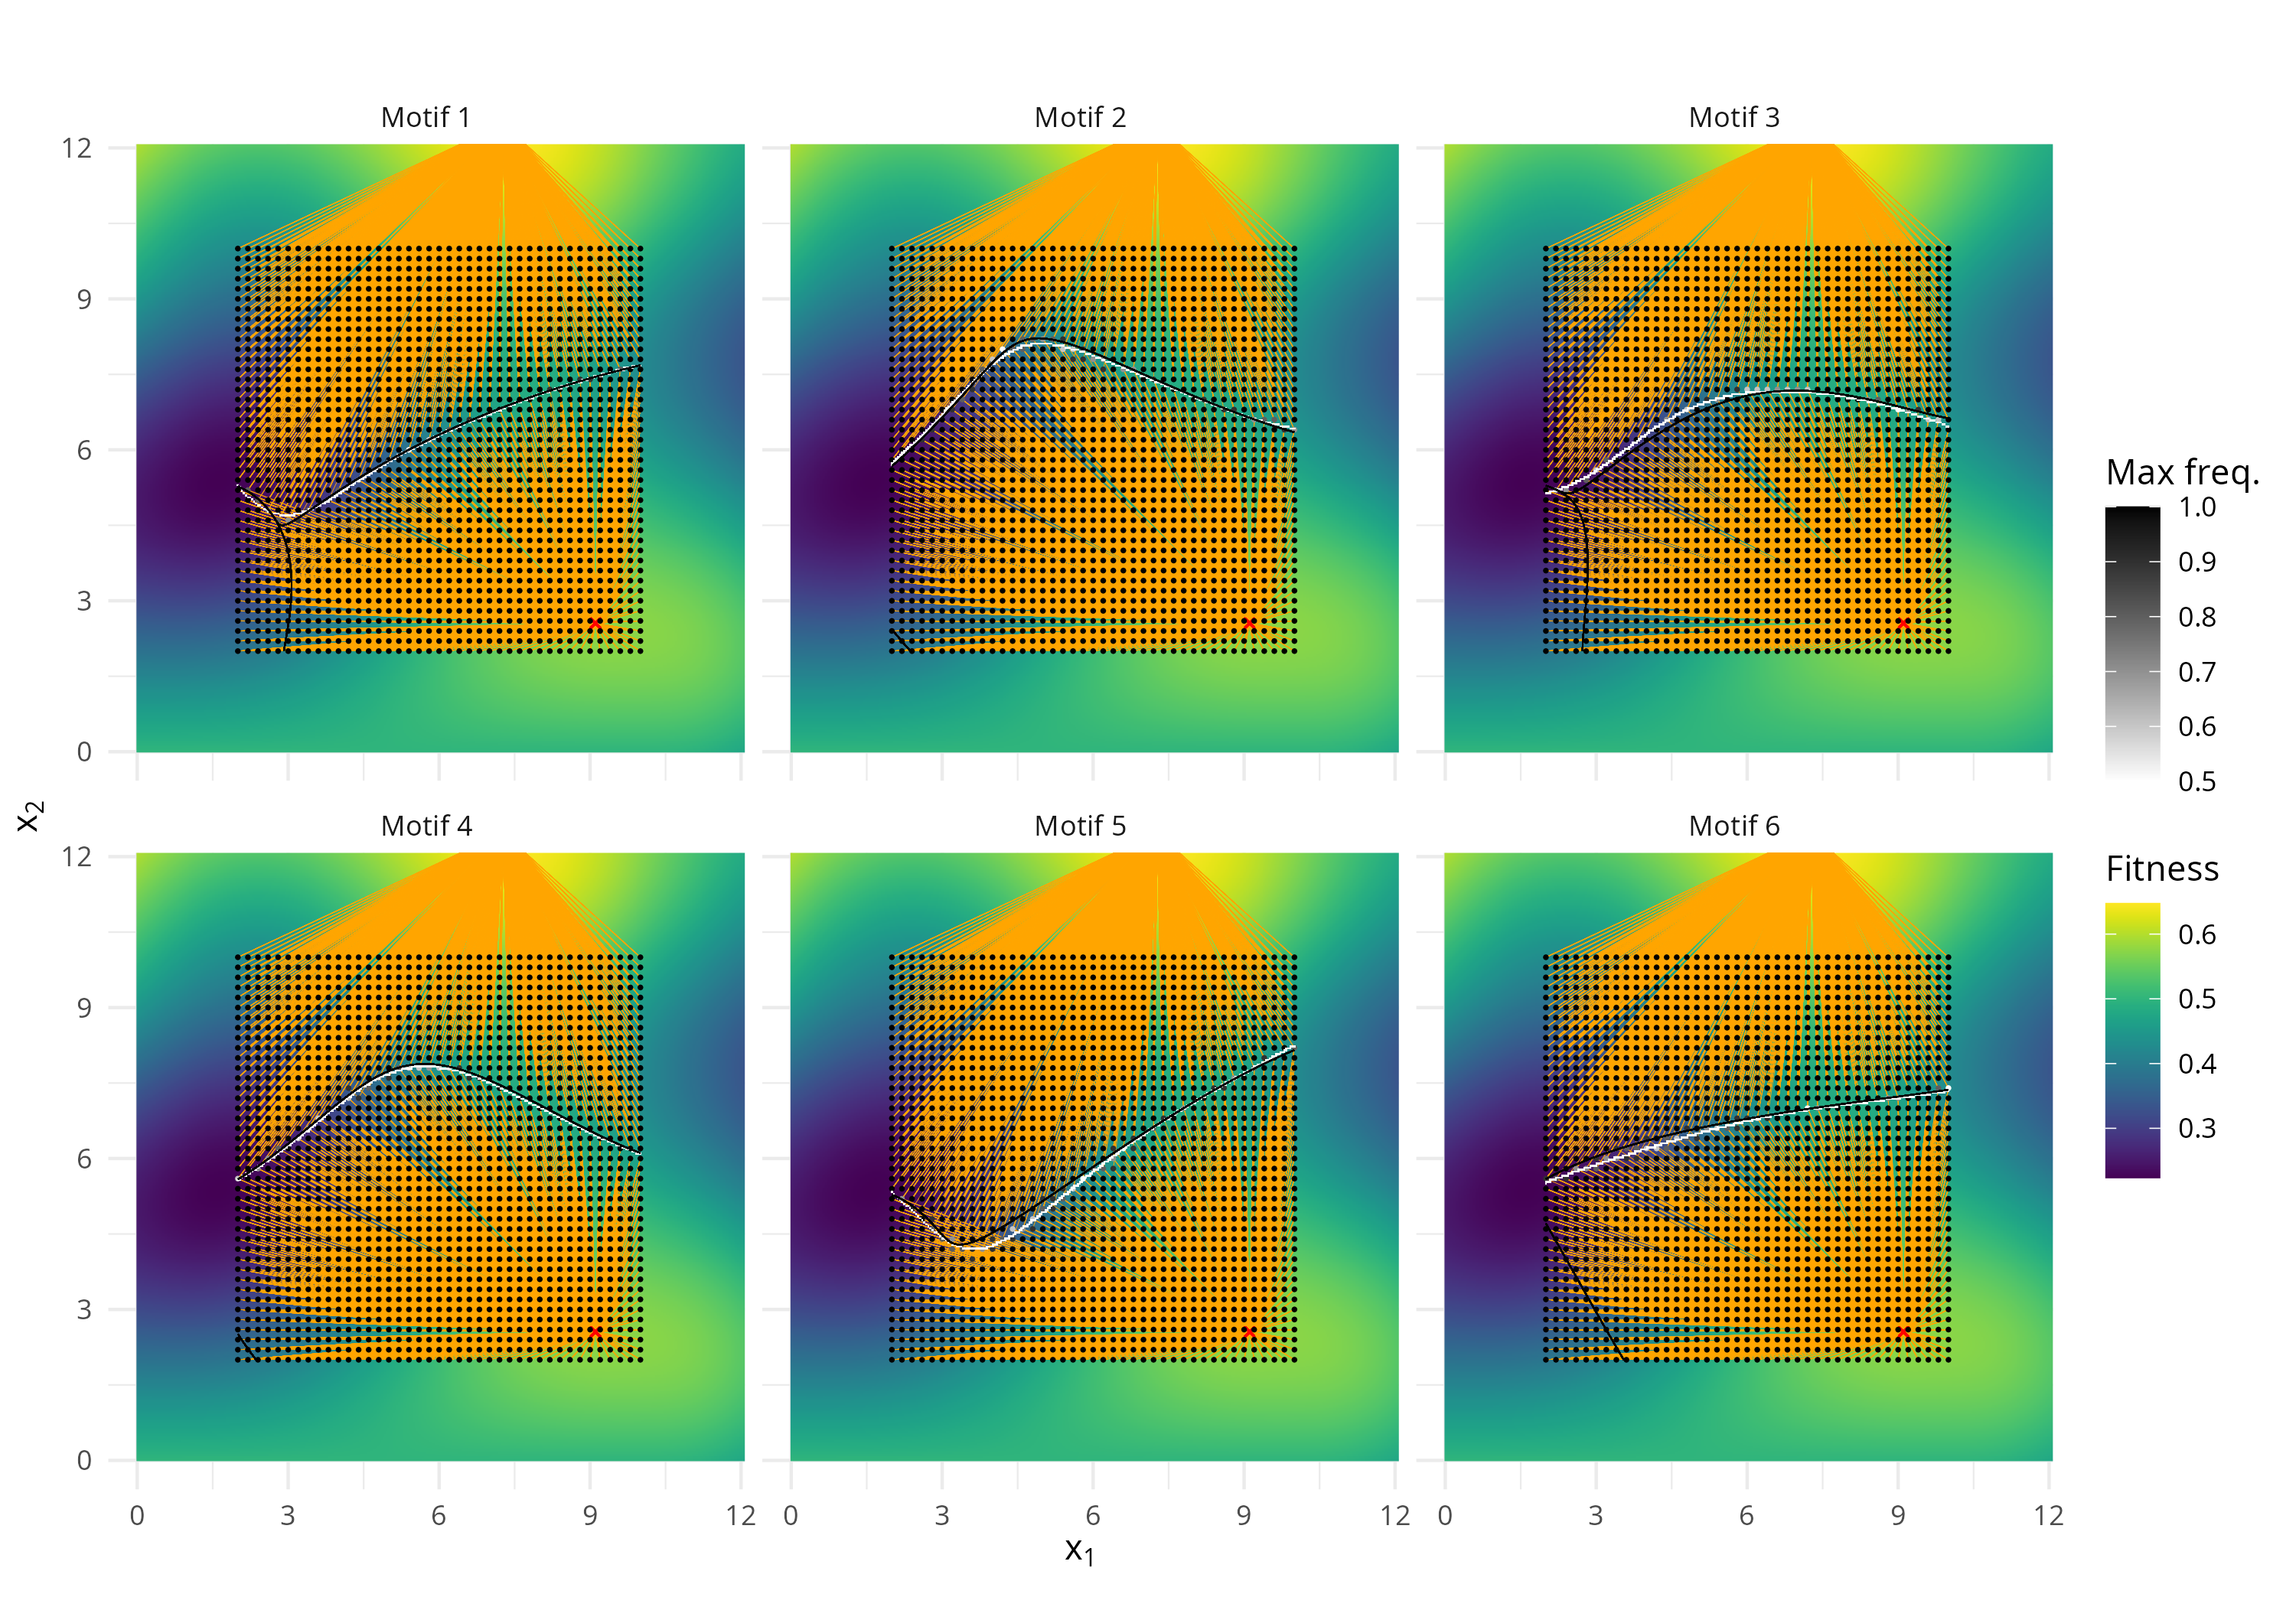 Motif 1 Motif 2 Motif 3
12
9
6
3
0
Max freq.
1.0
0.9
0.8
0.7
0.6
0.5
x₂
Motif 4 Motif 5 Motif 6
12
9
6
3
0
Fitness
0.6
0.5
0.4
0.3
0 3 6 9 12 0 3 6 9 12 0 3 6 9 12
x₁